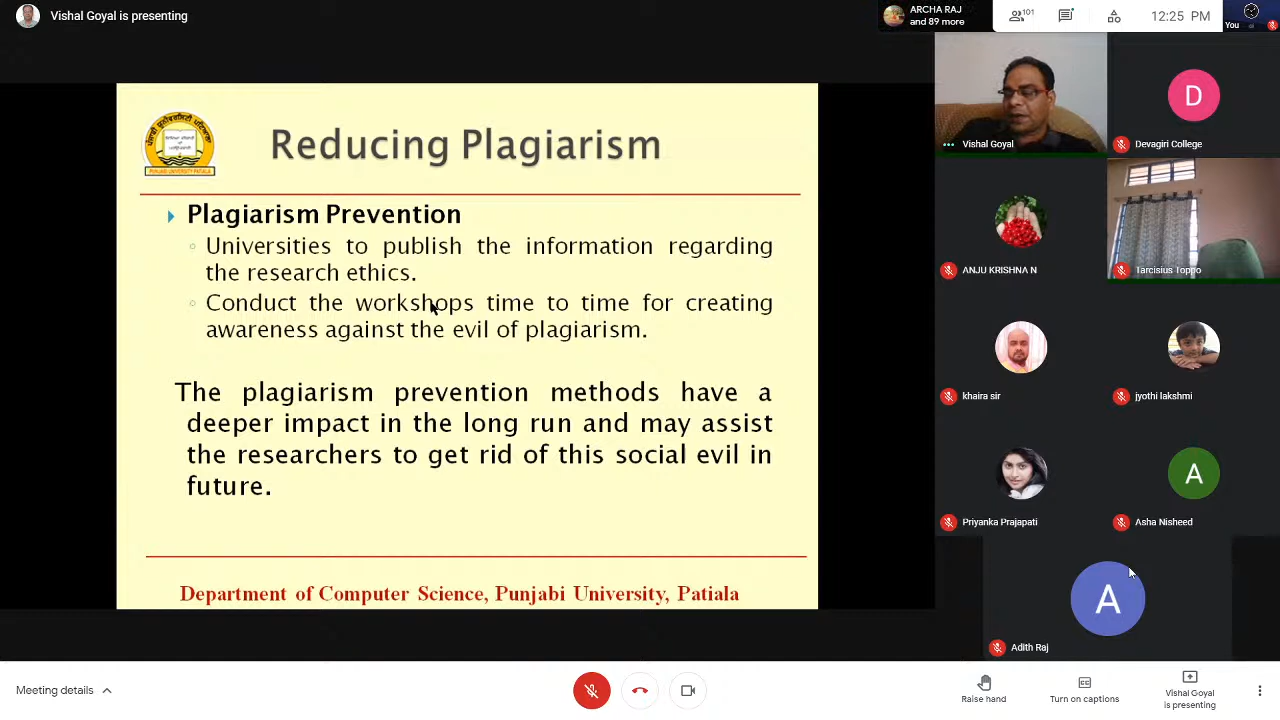 Vishal Goyal is presenting
ARCHA RAJ
and 89 more
101
12:25 PM
You
Reducing Plagiarism
PUNJABI UNIVERSITY PATIALA
Plagiarism Prevention
Universities to publish the information regarding
the research ethics.
Conduct the workshops time to time for creating
awareness against the evil of plagiarism.
The plagiarism prevention methods have a
deeper impact in the long run and may assist
the researchers to get rid of this social evil in
future.
Department of Computer Science, Punjabi University, Patiala
Vishal Goyal
D
Devagiri College
ANJU KRISHNA N
Tarcisius Toppo
khaira sir
jyothi lakshmi
Priyanka Prajapati
A
Asha Nisheed
A
Adith Raj
Meeting details
Raise hand
Turn on captions
Vishal Goyal
is presenting